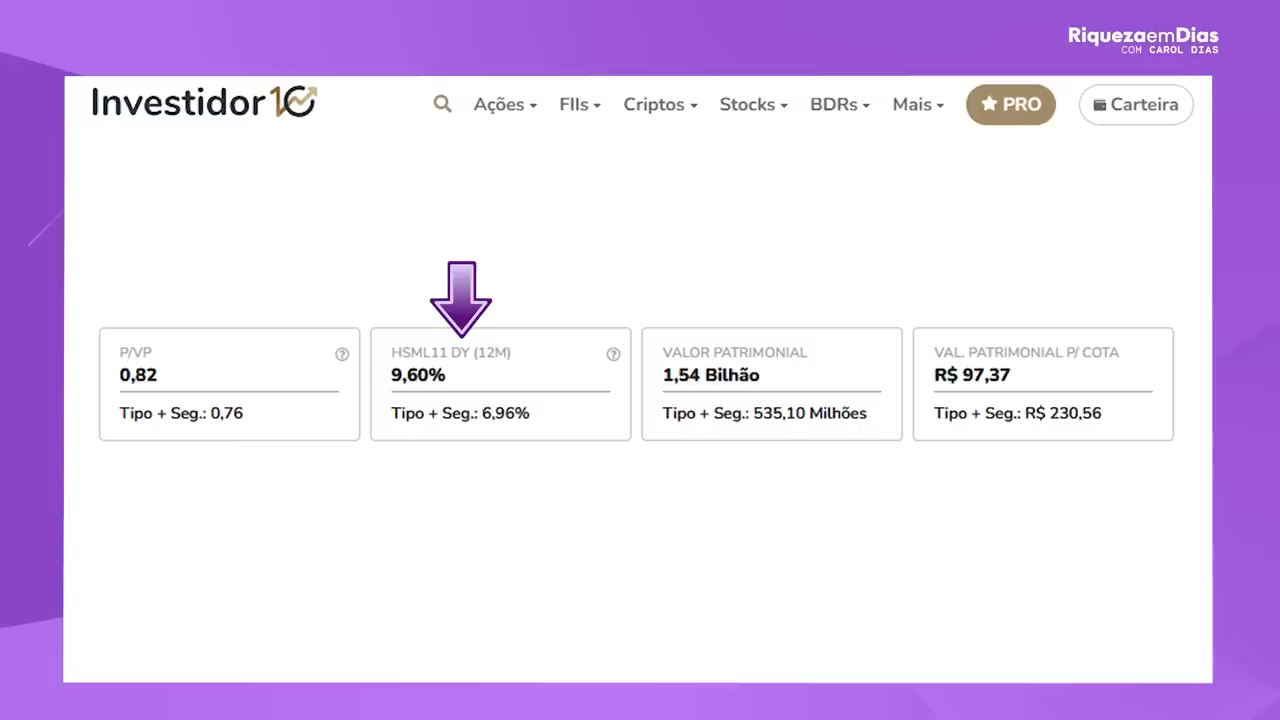 RiquezaemDias
COM CAROL DIAS
Investidor 10
Ações
FIIs
Criptos
Stocks
BDRs
Mais
PRO
Carteira
P/VP
0,82
Tipo + Seg.: 0,76
HSML11 DY (12M)
9,60%
Tipo + Seg.: 6,96%
VALOR PATRIMONIAL
1,54 Bilhão
Tipo + Seg.: 535,10 Milhões
VAL. PATRIMONIAL P/ COTA
R$ 97,37
Tipo + Seg.: R$ 230,56